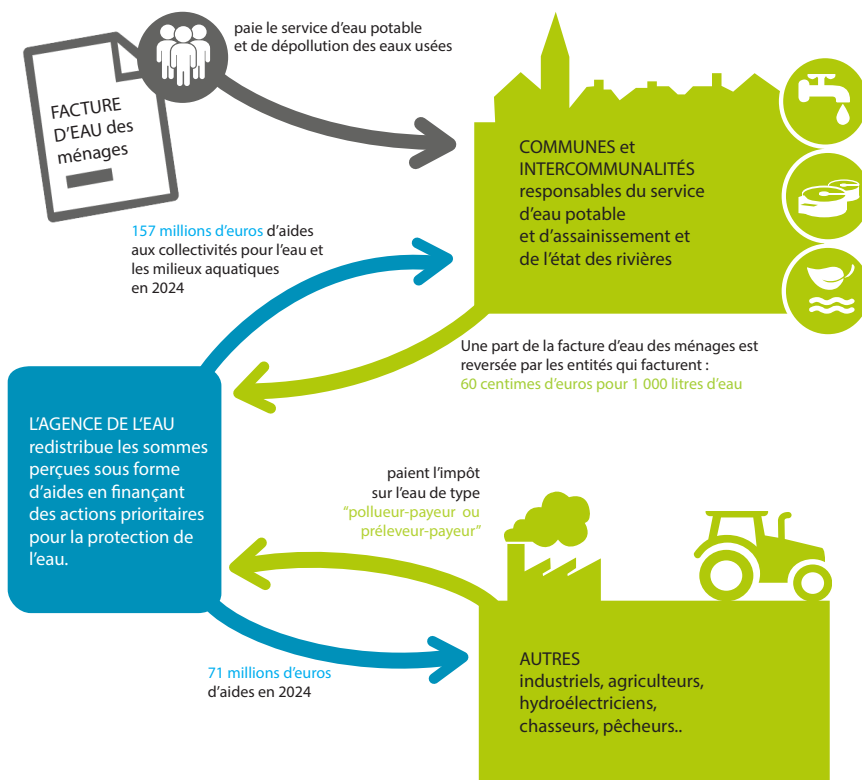 paie le service d'eau potable
et de dépollution des eaux usées
FACTURE
D'EAU des
ménages
COMMUNES et
INTERCOMMUNALITÉS
responsables du service
d'eau potable
et d'assainissement et
de l'état des rivières
157 millions d'euros d'aides
aux collectivités pour l'eau et
les milieux aquatiques
en 2024
Une part de la facture d'eau des ménages est
reversée par les entités qui facturent :
60 centimes d'euros pour 1 000 litres d'eau
L'AGENCE DE L'EAU
redistribue les sommes
perçues sous forme
d'aides en finançant
des actions prioritaires
pour la protection de
l'eau.
paient l'impôt
sur l'eau de type
"pollueur-payeur ou
préleveur-payeur"
71 millions d'euros
d'aides en 2024
AUTRES
industriels, agriculteurs,
hydroélectriciens,
chasseurs, pêcheurs..